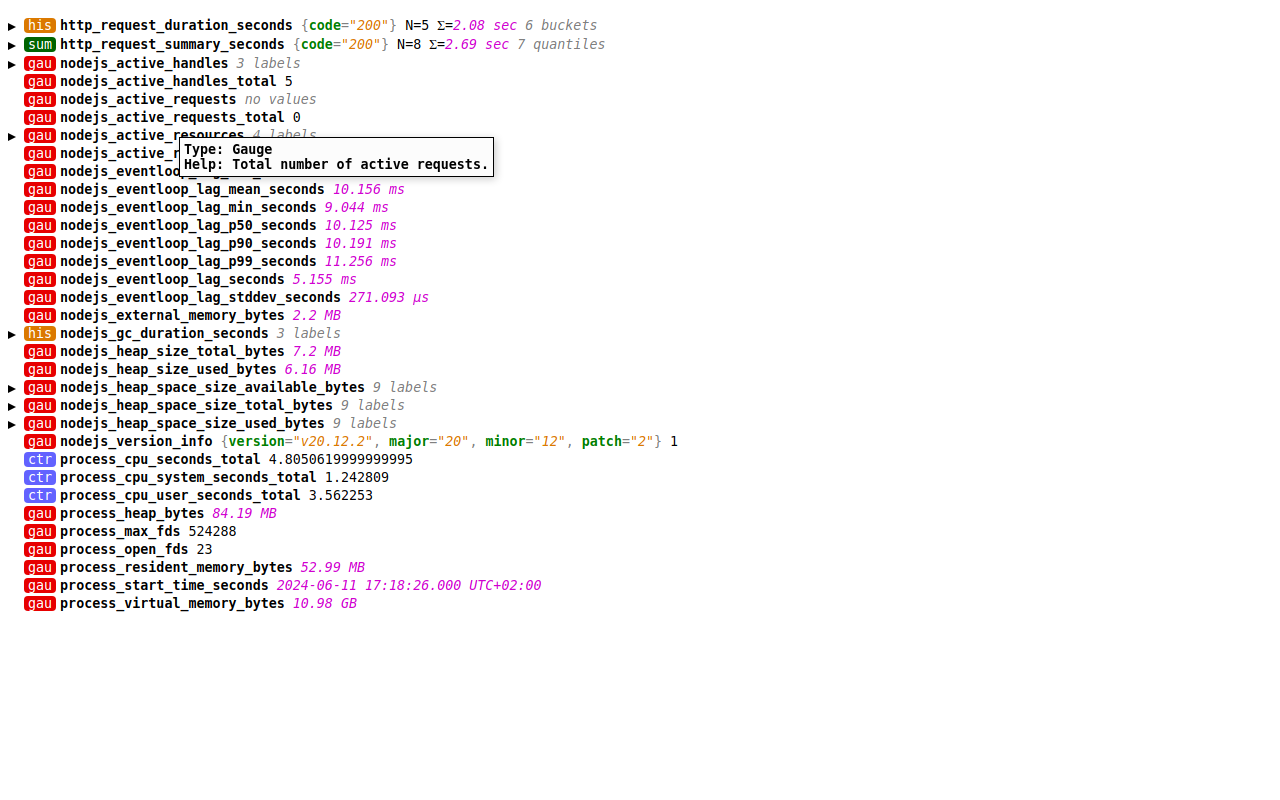 ▶ his http_request_duration_seconds {code="200"} N=5 Σ=2.08 sec 6 buckets
▶ sum http_request_summary_seconds {code="200"} N=8 Σ=2.69 sec 7 quantiles
▶ gau nodejs_active_handles 3 labels
gau nodejs_active_handles_total 5
gau nodejs_active_requests no values
gau nodejs_active_requests_total 0
▶ gau nodejs_active_resources 4 labels
Type: Gauge
Help: Total number of active requests.
gau nodejs_active_r
gau nodejs_eventloop
gau nodejs_eventloop_lag_mean_seconds 10.156 ms
gau nodejs_eventloop_lag_min_seconds 9.044 ms
gau nodejs_eventloop_lag_p50_seconds 10.125 ms
gau nodejs_eventloop_lag_p90_seconds 10.191 ms
gau nodejs_eventloop_lag_p99_seconds 11.256 ms
gau nodejs_eventloop_lag_seconds 5.155 ms
gau nodejs_eventloop_lag_stddev_seconds 271.093 µs
gau nodejs_external_memory_bytes 2.2 MB
▶ his nodejs_gc_duration_seconds 3 labels
gau nodejs_heap_size_total_bytes 7.2 MB
gau nodejs_heap_size_used_bytes 6.16 MB
▶ gau nodejs_heap_space_size_available_bytes 9 labels
▶ gau nodejs_heap_space_size_total_bytes 9 labels
▶ gau nodejs_heap_space_size_used_bytes 9 labels
gau nodejs_version_info {version="v20.12.2", major="20", minor="12", patch="2"} 1
ctr process_cpu_seconds_total 4.8050619999999995
ctr process_cpu_system_seconds_total 1.242809
ctr process_cpu_user_seconds_total 3.562253
gau process_heap_bytes 84.19 MB
gau process_max_fds 524288
gau process_open_fds 23
gau process_resident_memory_bytes 52.99 MB
gau process_start_time_seconds 2024-06-11 17:18:26.000 UTC+02:00
gau process_virtual_memory_bytes 10.98 GB